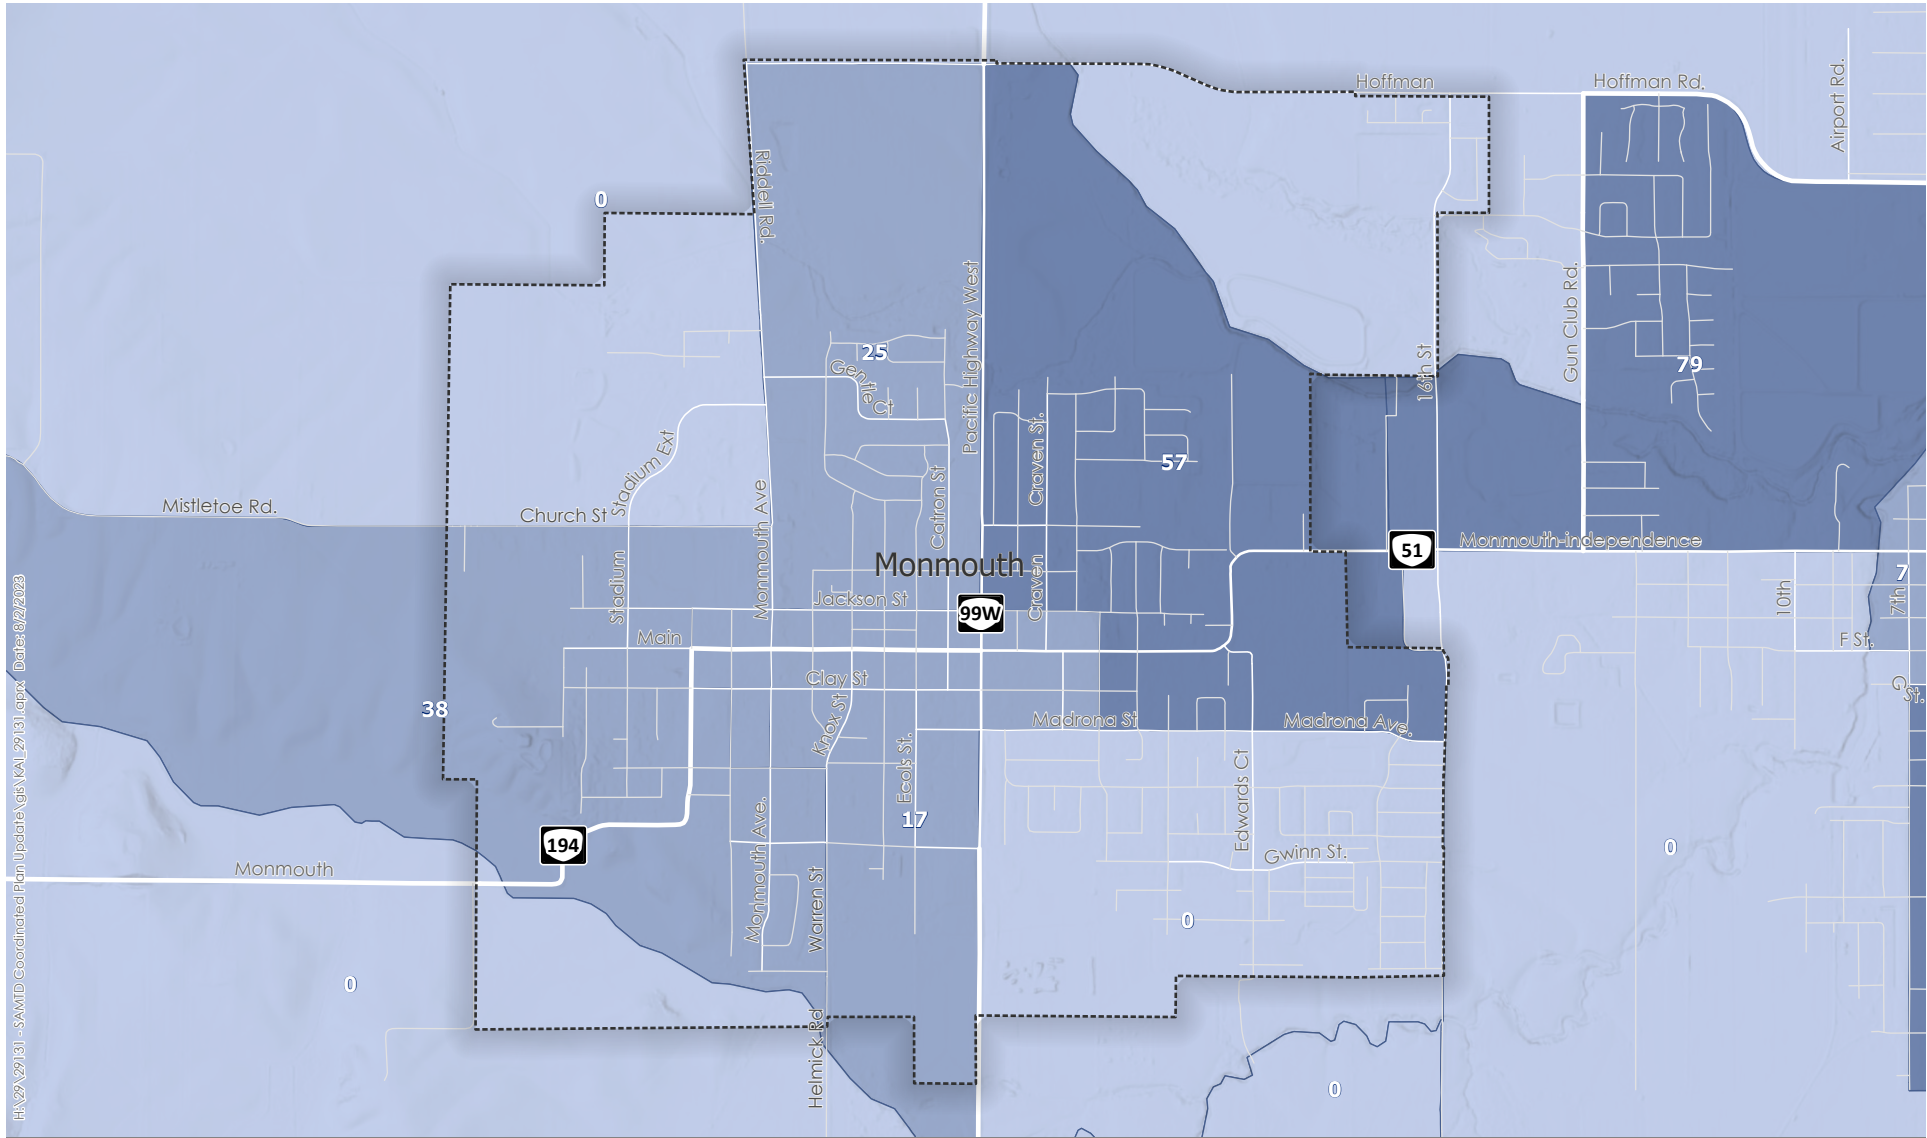 Hoffman
Hoffman Rd.
Airport Rd.
Riddell Rd.
0
Pacific Highway West
Gun Club Rd.
25
Gentle
Ct
16th St
79
Stadium Ext
Craven St.
57
Catron St
Mistletoe Rd.
Church St
Monmouth Ave
51
Monmouth-Independence
Monmouth
Stadium
Craven
7
Jackson St
99W
10th
7th
Main
F St.
Clay St
G St.
38
Knox St
Madrona St
Madrona Ave.
Ecols St.
Edwards Ct
17
194
Monmouth Ave.
Gwinn St.
0
Monmouth
Warren St
0
0
Helmick Rd
0
H:\29\29131 - SAMTD Coordinated Plan Update\gis\KAI_29131.aprx Date: 8/2/2023